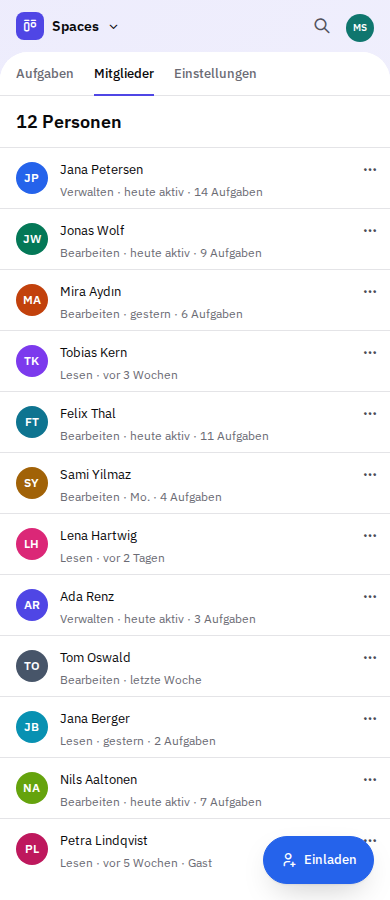 Spaces
MS
Aufgaben Mitglieder Einstellungen
12 Personen
JP Jana Petersen
Verwalten · heute aktiv · 14 Aufgaben
JW Jonas Wolf
Bearbeiten · heute aktiv · 9 Aufgaben
MA Mira Aydın
Bearbeiten · gestern · 6 Aufgaben
TK Tobias Kern
Lesen · vor 3 Wochen
FT Felix Thal
Bearbeiten · heute aktiv · 11 Aufgaben
SY Sami Yilmaz
Bearbeiten · Mo. · 4 Aufgaben
LH Lena Hartwig
Lesen · vor 2 Tagen
AR Ada Renz
Verwalten · heute aktiv · 3 Aufgaben
TO Tom Oswald
Bearbeiten · letzte Woche
JB Jana Berger
Lesen · gestern · 2 Aufgaben
NA Nils Aaltonen
Bearbeiten · heute aktiv · 7 Aufgaben
PL Petra Lindqvist
Lesen · vor 5 Wochen · Gast
Einladen